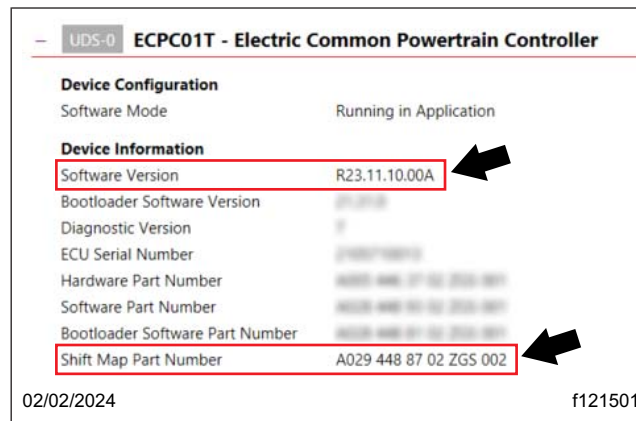 – UDS-0 ECPC01T - Electric Common Powertrain Controller
Device Configuration
Software Mode Running in Application
Device Information
Software Version R23.11.10.00A
Bootloader Software Version
Diagnostic Version 7
ECU Serial Number
Hardware Part Number
Software Part Number
Bootloader Software Part Number
Shift Map Part Number A029 448 87 02 ZGS 002
02/02/2024 f121501